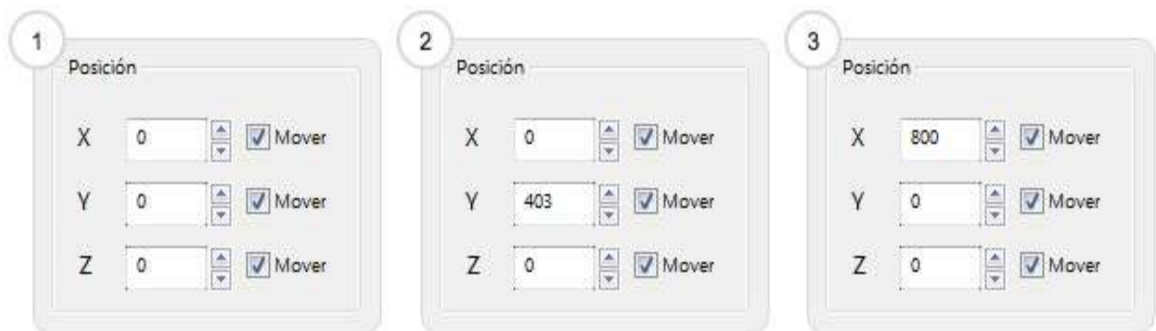 1
Posición
X 0 Mover
Y 0 Mover
Z 0 Mover
2
Posición
X 0 Mover
Y 403 Mover
Z 0 Mover
3
Posición
X 800 Mover
Y 0 Mover
Z 0 Mover